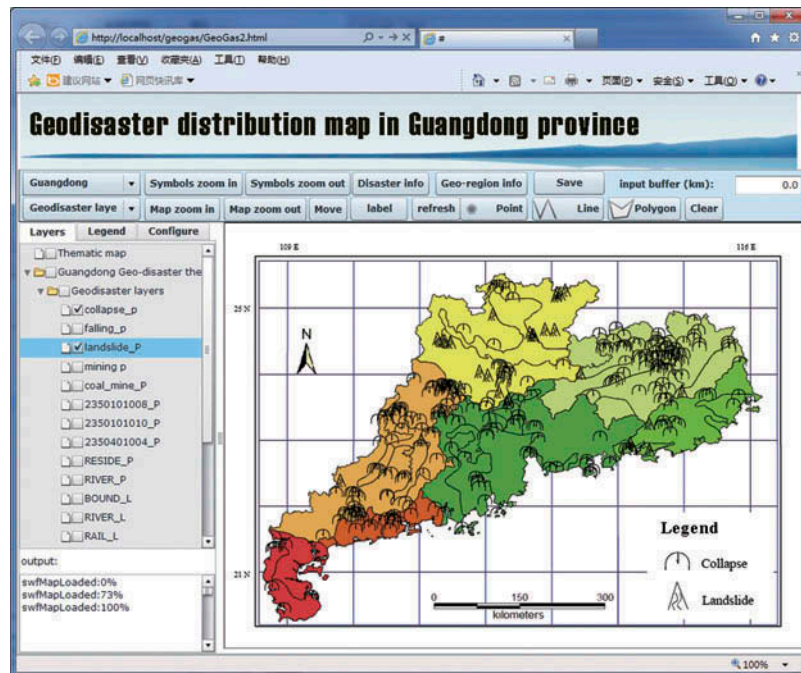 http://localhost/geogas/GeoGas2.html
#
文件(F) 编辑(E) 查看(V) 收藏夹(A) 工具(T) 帮助(H)
建议网站 网页快讯库 页面(P) 安全(S) 工具(O)
Geodisaster distribution map in Guangdong province
Guangdong Symbols zoom in Symbols zoom out Disaster info Geo-region info Save input buffer (km): 0.0
Geodisaster laye Map zoom in Map zoom out Move label refresh Point Line Polygon Clear
Layers Legend Configure
Thematic map
Guangdong Geo-disaster the
Geodisaster layers
collapse_p
falling_p
landslide_P
mining p
coal_mine_P
2350101008_P
2350101010_P
2350401004_P
RESIDE_P
RIVER_P
BOUND_L
RIVER_L
RAIL_L
output:
swfMapLoaded:0%
swfMapLoaded:73%
swfMapLoaded:100%
109 E
116 E
25 N
21 N
N
Legend
Collapse
Landslide
0 150 300
kilometers
100%